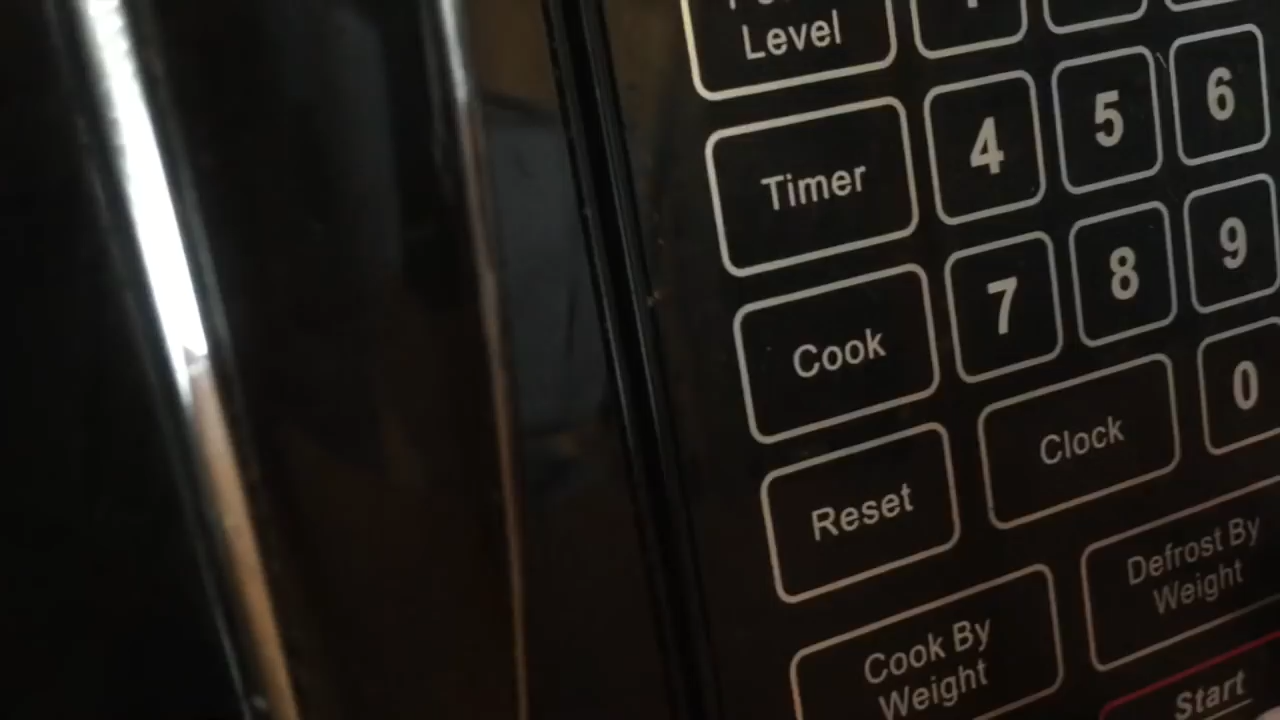 Level
Timer
4
5
6
Cook
7
8
9
Reset
Clock
0
Cook By
Weight
Defrost By
Weight
Start